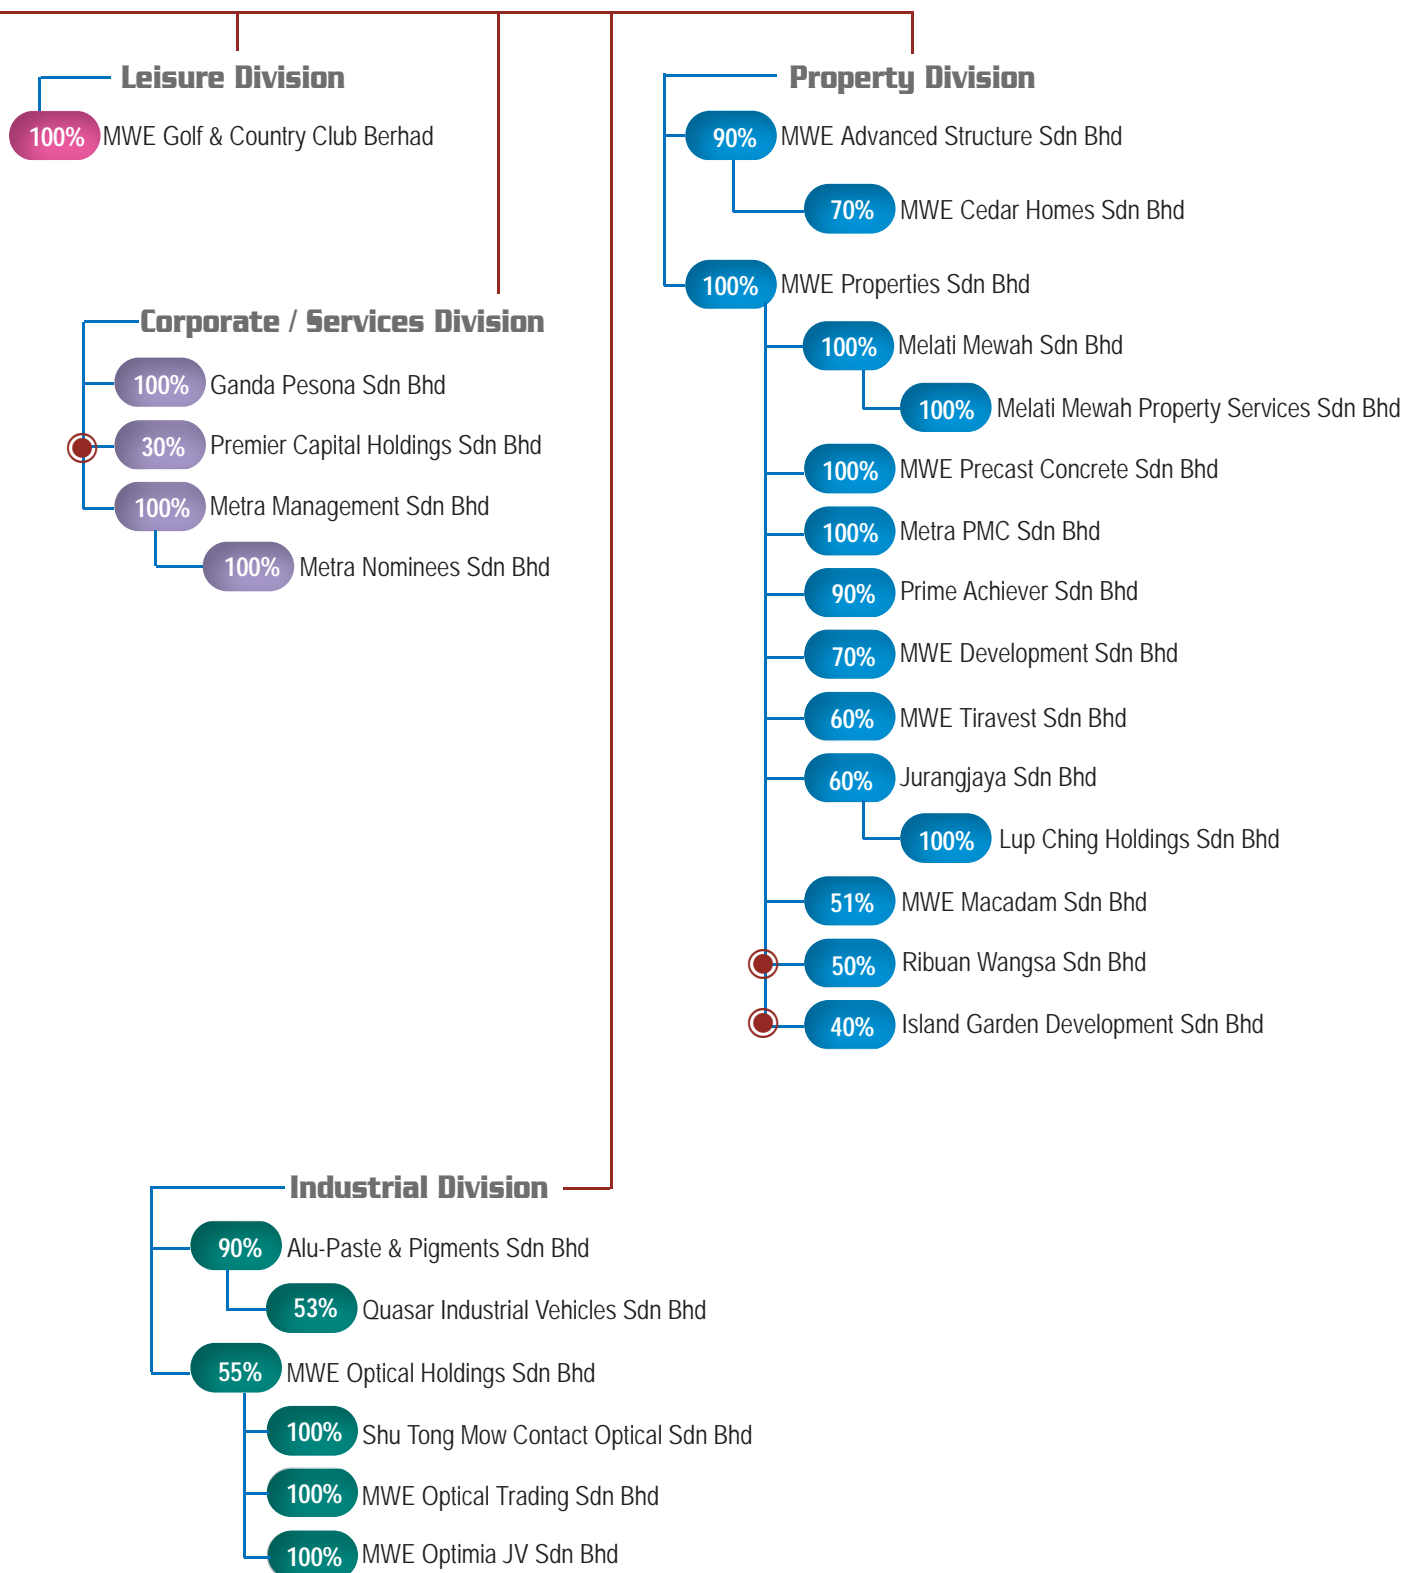 Leisure Division
100% MWE Golf & Country Club Berhad
Corporate / Services Division
100% Ganda Pesona Sdn Bhd
30% Premier Capital Holdings Sdn Bhd
100% Metra Management Sdn Bhd
100% Metra Nominees Sdn Bhd
Property Division
90% MWE Advanced Structure Sdn Bhd
70% MWE Cedar Homes Sdn Bhd
100% MWE Properties Sdn Bhd
100% Melati Mewah Sdn Bhd
100% Melati Mewah Property Services Sdn Bhd
100% MWE Precast Concrete Sdn Bhd
100% Metra PMC Sdn Bhd
90% Prime Achiever Sdn Bhd
70% MWE Development Sdn Bhd
60% MWE Tiravest Sdn Bhd
60% Jurangjaya Sdn Bhd
100% Lup Ching Holdings Sdn Bhd
51% MWE Macadam Sdn Bhd
50% Ribuan Wangsa Sdn Bhd
40% Island Garden Development Sdn Bhd
Industrial Division
90% Alu-Paste & Pigments Sdn Bhd
53% Quasar Industrial Vehicles Sdn Bhd
55% MWE Optical Holdings Sdn Bhd
100% Shu Tong Mow Contact Optical Sdn Bhd
100% MWE Optical Trading Sdn Bhd
100% MWE Optimia JV Sdn Bhd